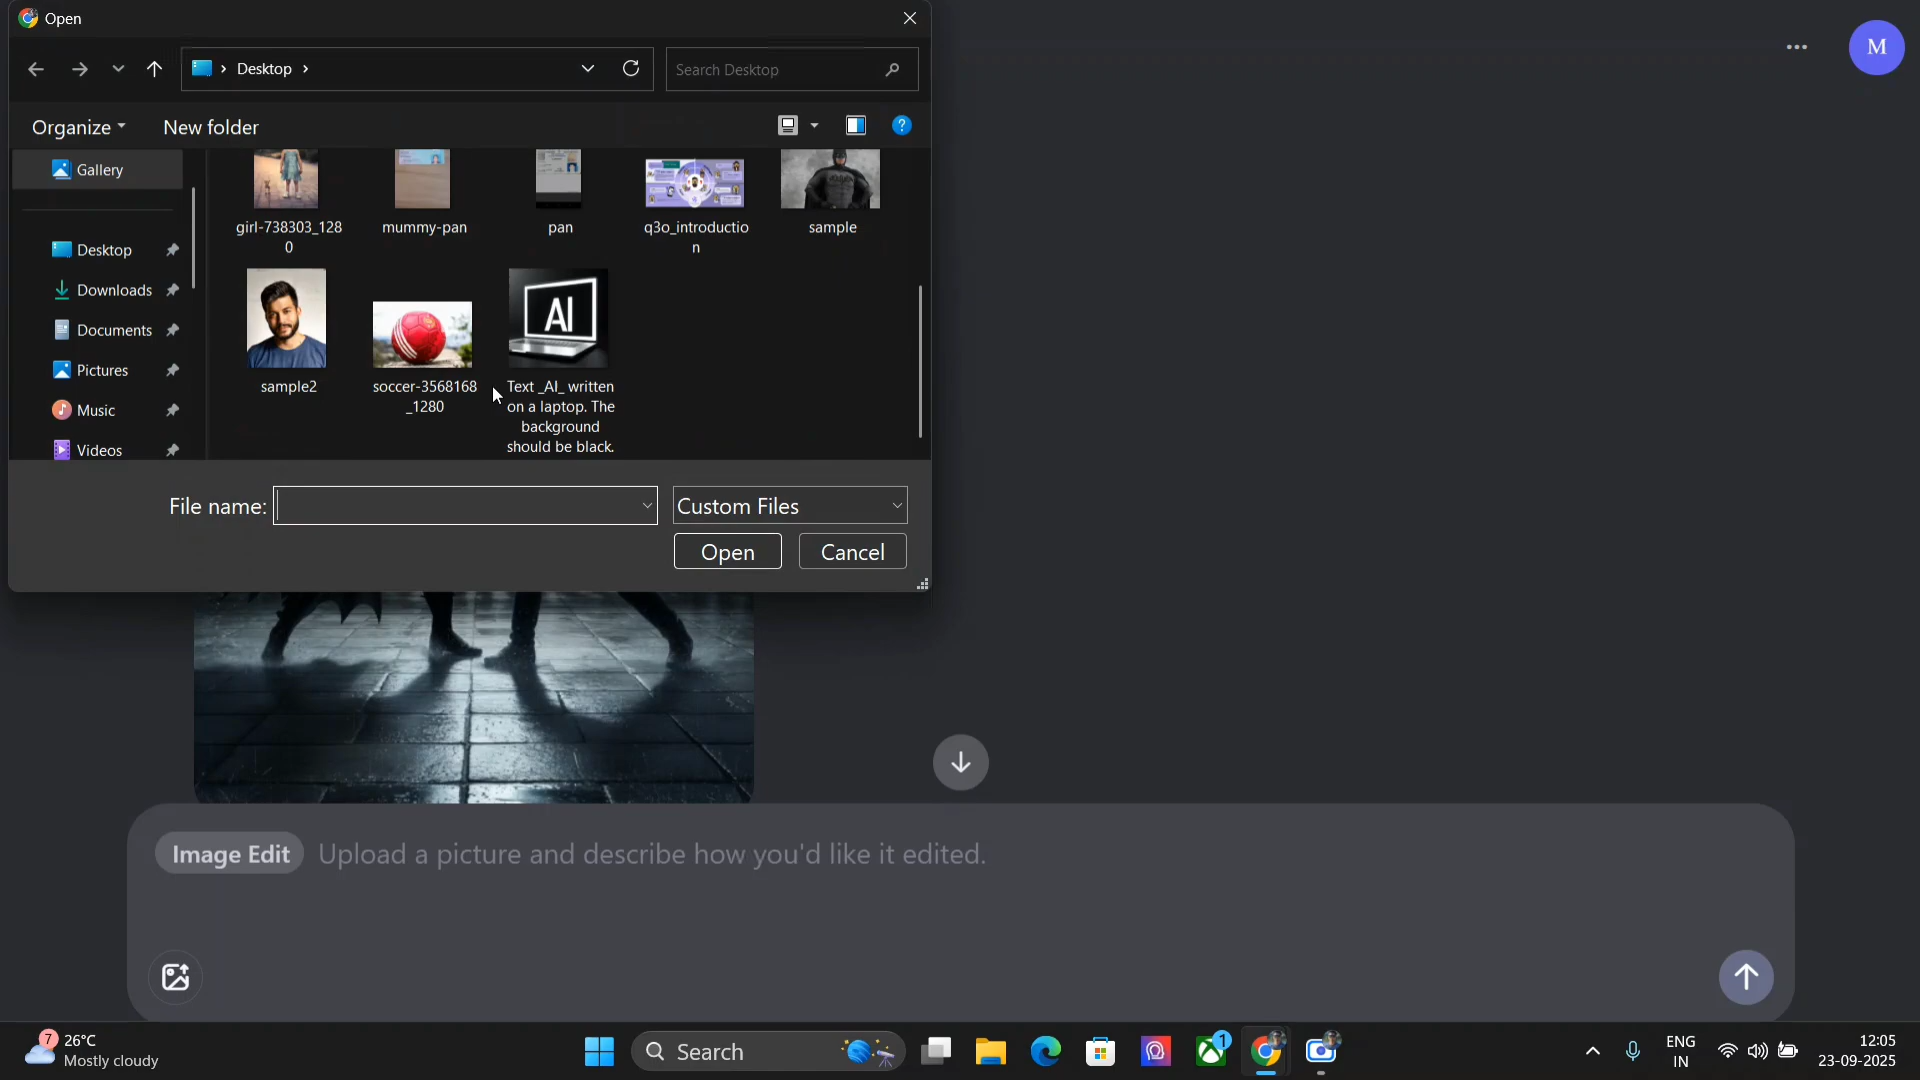 Open
Desktop
Search Desktop
Organize
New folder
Gallery
Desktop
Downloads
Documents
Pictures
Music
Videos
girl-738303_128
0
mummy-pan
pan
q3o_introductio
n
sample
sample2
soccer-3568168
_1280
AI
Text _AI_ written
on a laptop. The
background
should be black.
File name:
Custom Files
Open
Cancel
M
Image Edit Upload a picture and describe how you'd like it edited.
7
26°C
Mostly cloudy
Search
1
ENG
IN
12:05
23-09-2025